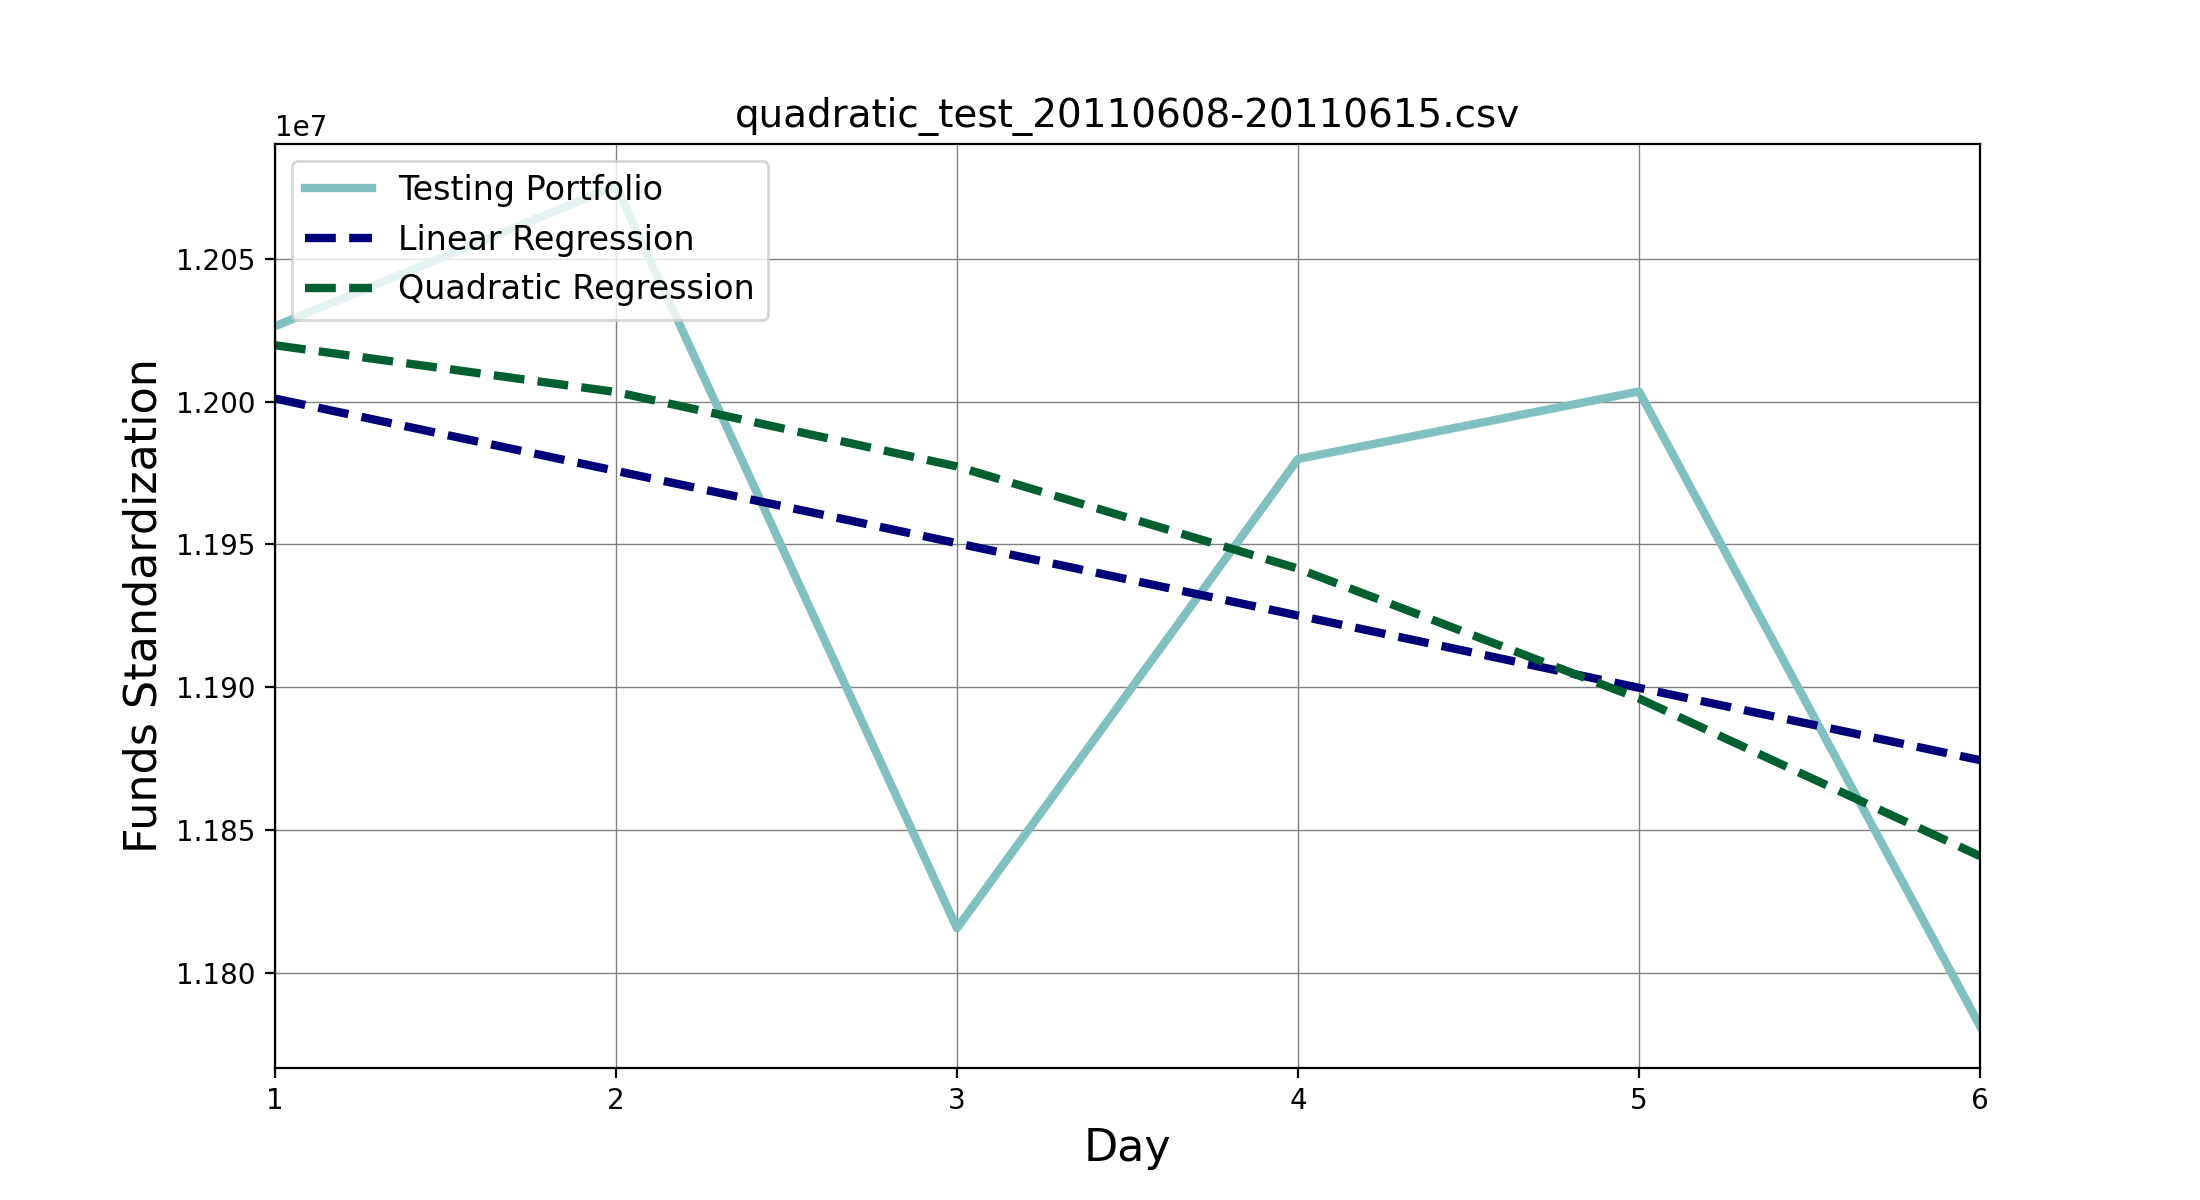 quadratic_test_20110608-20110615.csv
1e7
Testing Portfolio
Linear Regression
Quadratic Regression
Funds Standardization
1.205
1.200
1.195
1.190
1.185
1.180
1 2 3 4 5 6
Day